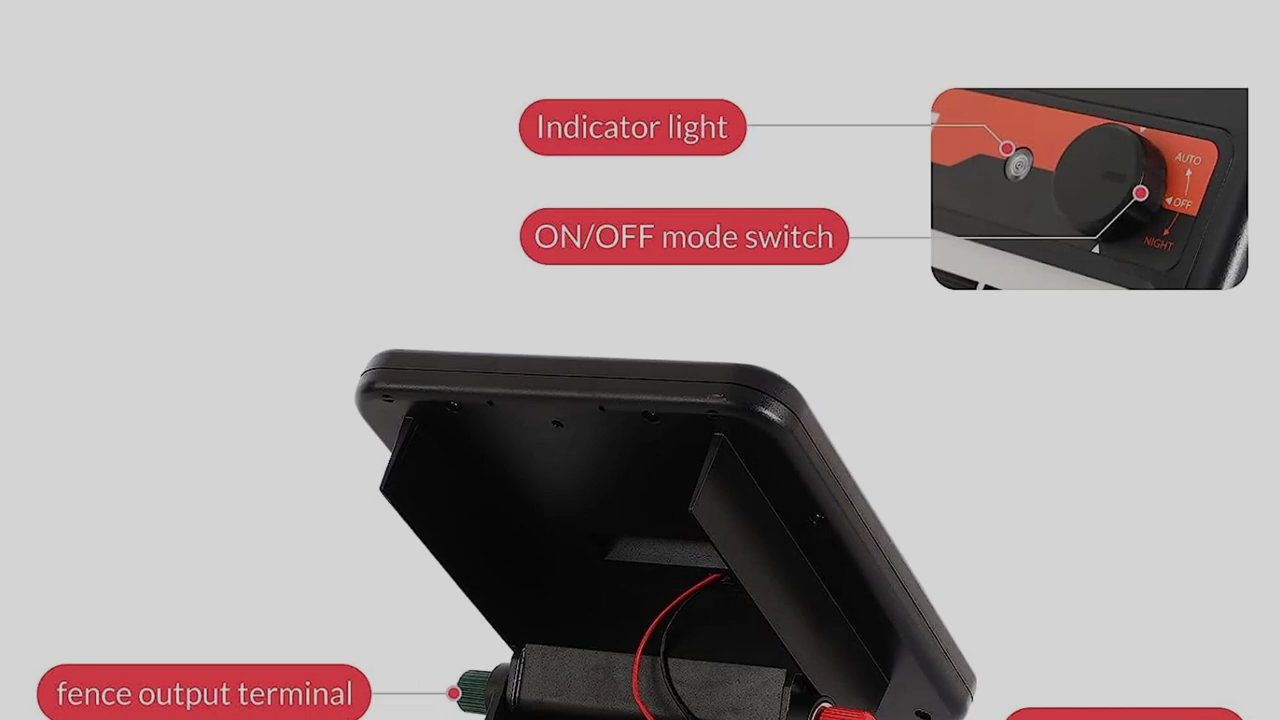 Indicator light
AUTO
OFF
NIGHT
ON/OFF mode switch
fence output terminal